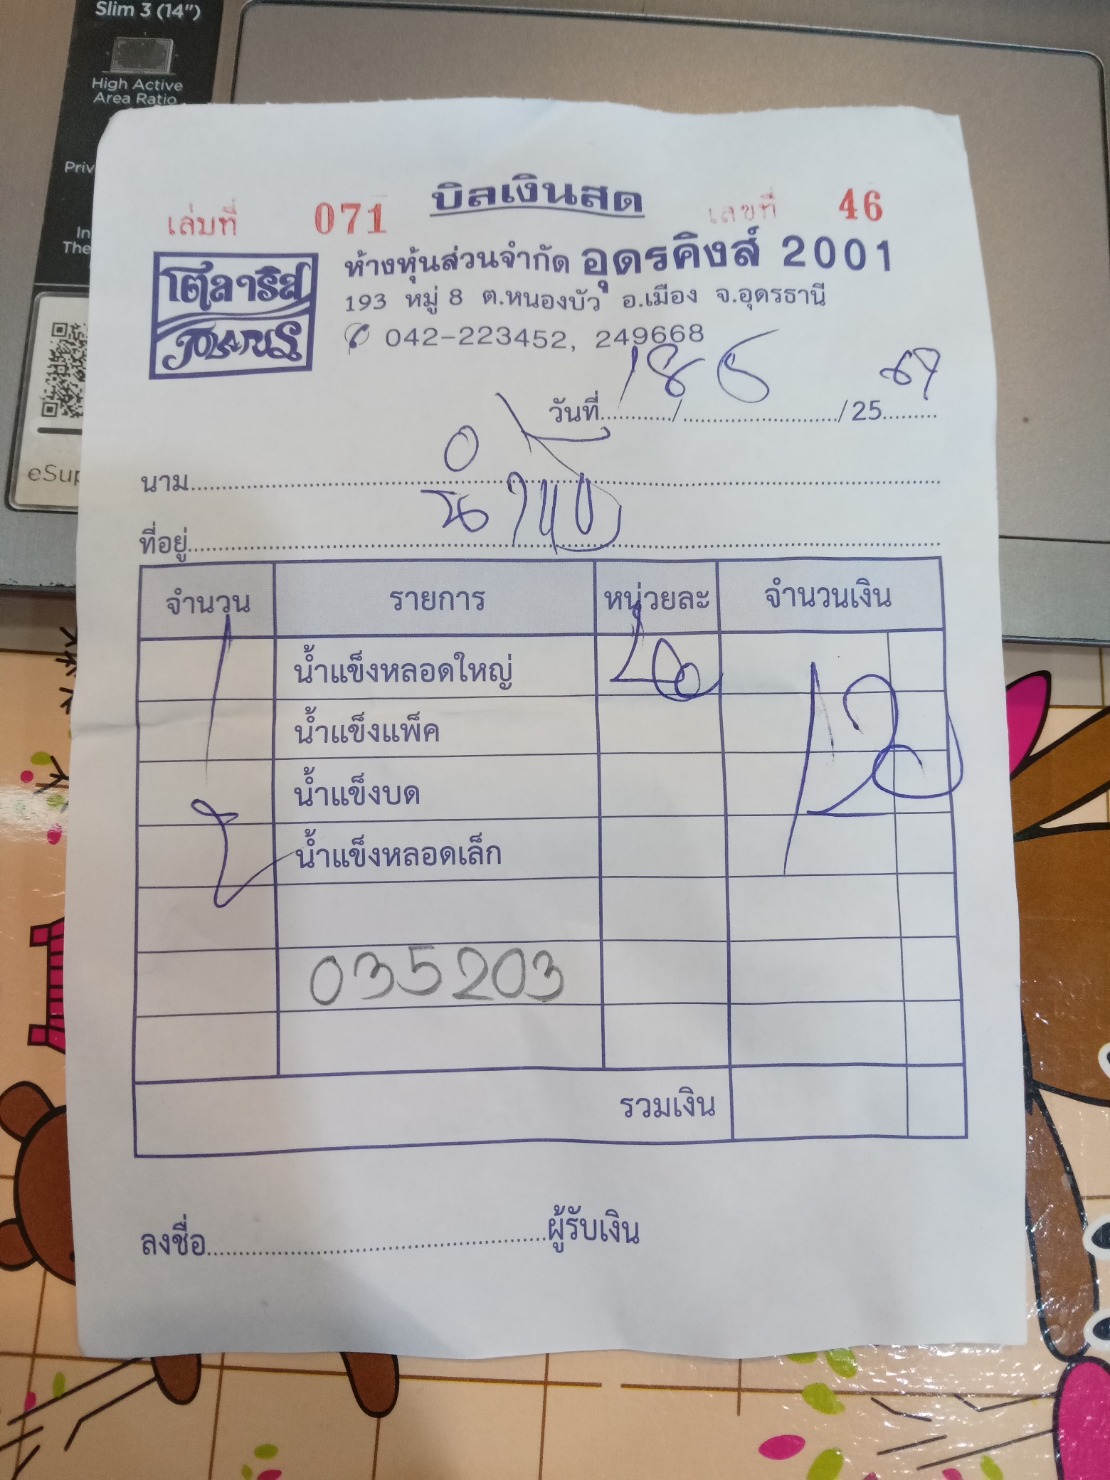 Slim 3 (14")
High Active
Area Ratio
Priv
In
The
eSup
บิลเงินสด
เล่มที่ 071 เลขที่ 46
โตลาริส
POLARIS
ห้างหุ้นส่วนจำกัด อุดรคิงส์ 2001
193 หมู่ 8 ต.หนองบัว อ.เมือง จ.อุดรธานี
042-223452, 249668
วันที่ 18 / 5 / 25 67
นาม
ที่อยู่
จำนวน รายการ หน่วยละ จำนวนเงิน
1 น้ำแข็งหลอดใหญ่ 120
น้ำแข็งแพ็ค
น้ำแข็งบด
น้ำแข็งหลอดเล็ก
035203
รวมเงิน
ลงชื่อ ผู้รับเงิน